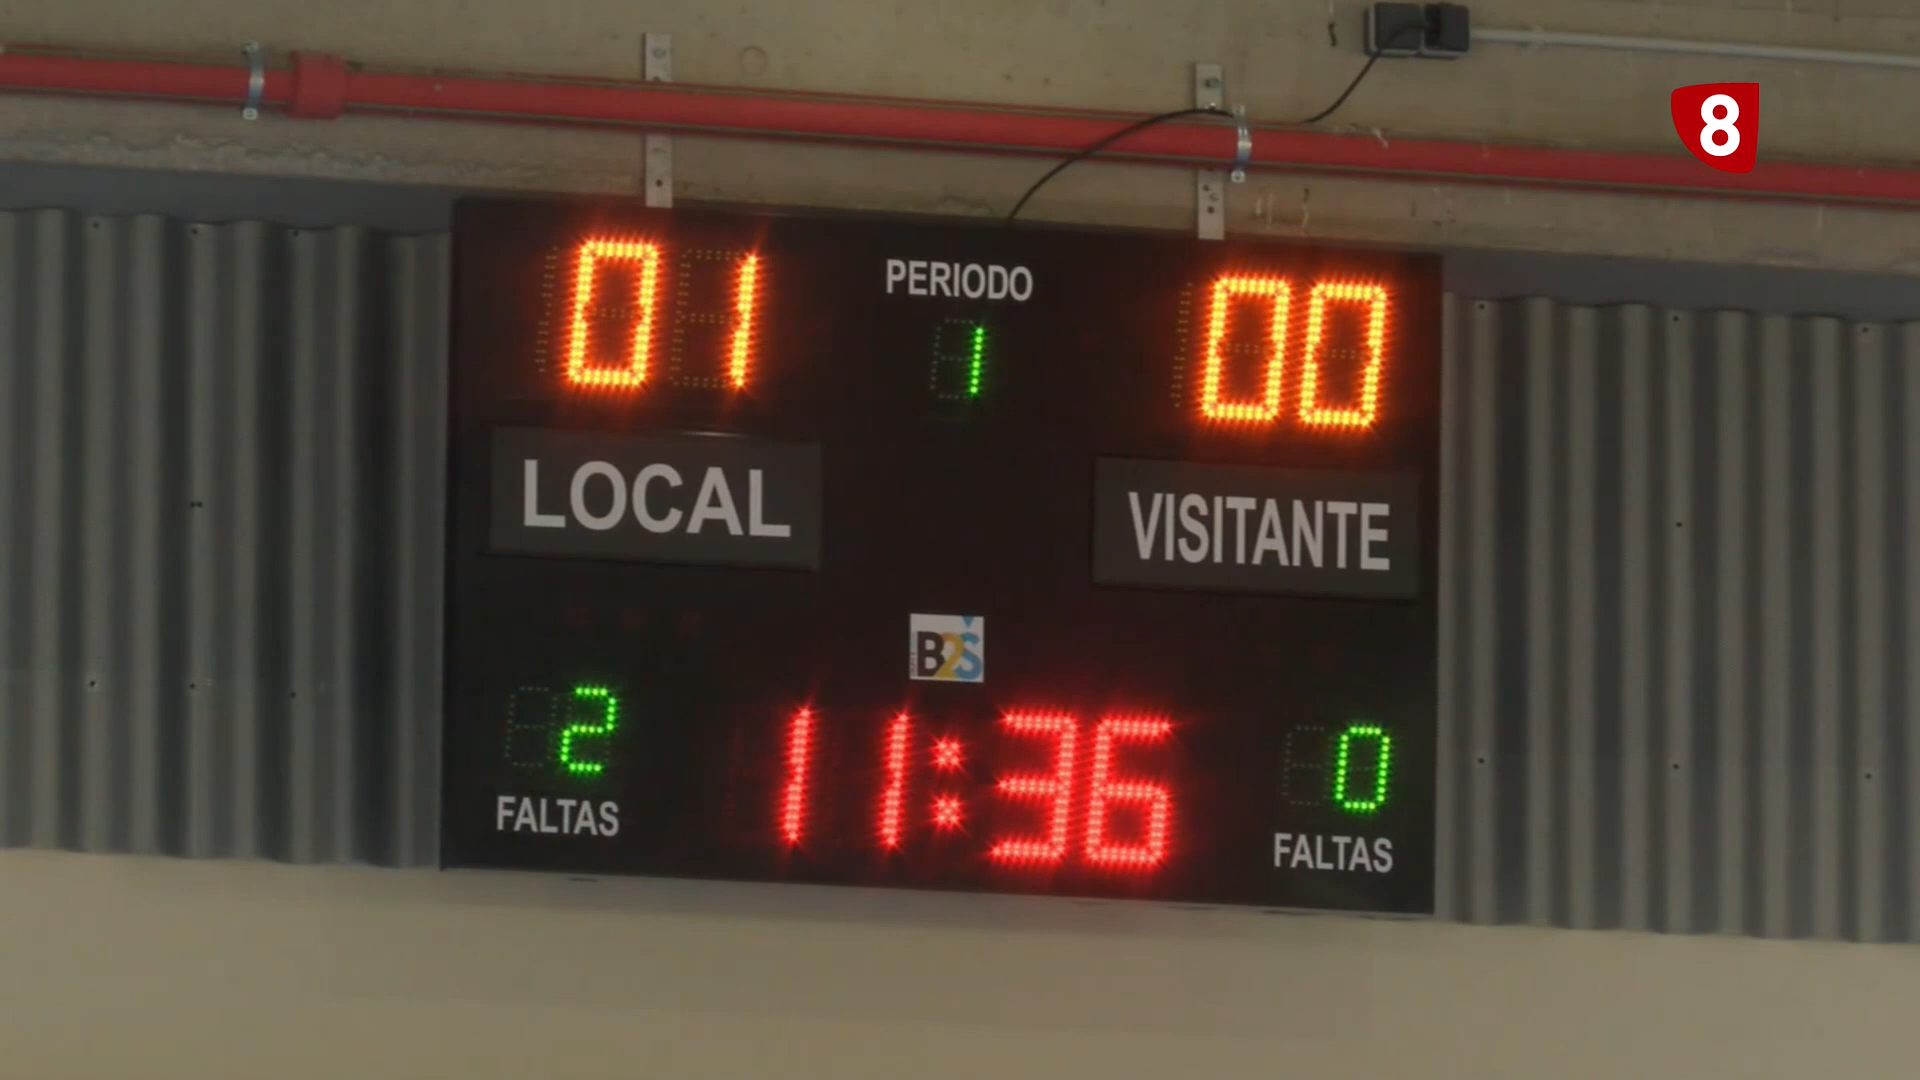 8
01 PERIODO 00
1
LOCAL VISITANTE
B2S
2 11:36 0
FALTAS FALTAS